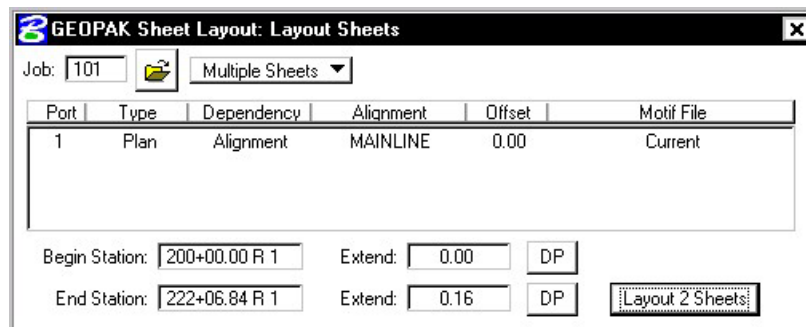 GEOPAK Sheet Layout: Layout Sheets
Job: 101 Multiple Sheets
Port Type Dependency Alignment Offset Motif File
1 Plan Alignment MAINLINE 0.00 Current
Begin Station: 200+00.00 R 1 Extend: 0.00 DP
End Station: 222+06.84 R 1 Extend: 0.16 DP Layout 2 Sheets